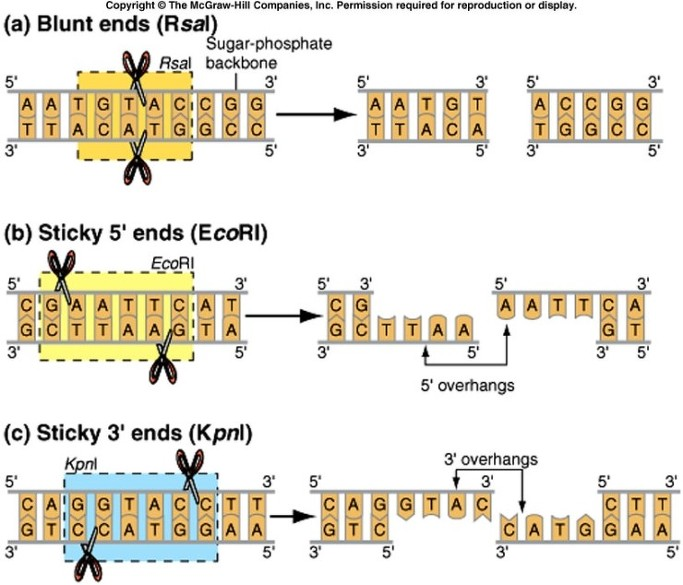 Copyright © The McGraw-Hill Companies, Inc. Permission required for reproduction or display.
(a) Blunt ends (RsaI)
Sugar-phosphate
backbone
RsaI
5' 3' 5' 3' 5' 3'
A A T G T A C C G G A A T G T A C C G G
T T A C A T G G C C T T A C A T G G C C
3' 5' 3' 5' 3' 5'
(b) Sticky 5' ends (EcoRI)
EcoRI
5' 3' 5' 3' 5' 3'
C G A A T T C A T C G A A T T C A
G C T T A A G T A G C T T A A G T
3' 5' 3' 5' 3' 5'
5' overhangs
(c) Sticky 3' ends (KpnI)
KpnI
3' overhangs
5' 3' 5' 3' 5' 3'
C A G G T A C C T T C A G G T A C C T T
G T C C A T G G A A G T C C A T G G A A
3' 5' 3' 5' 3' 5'